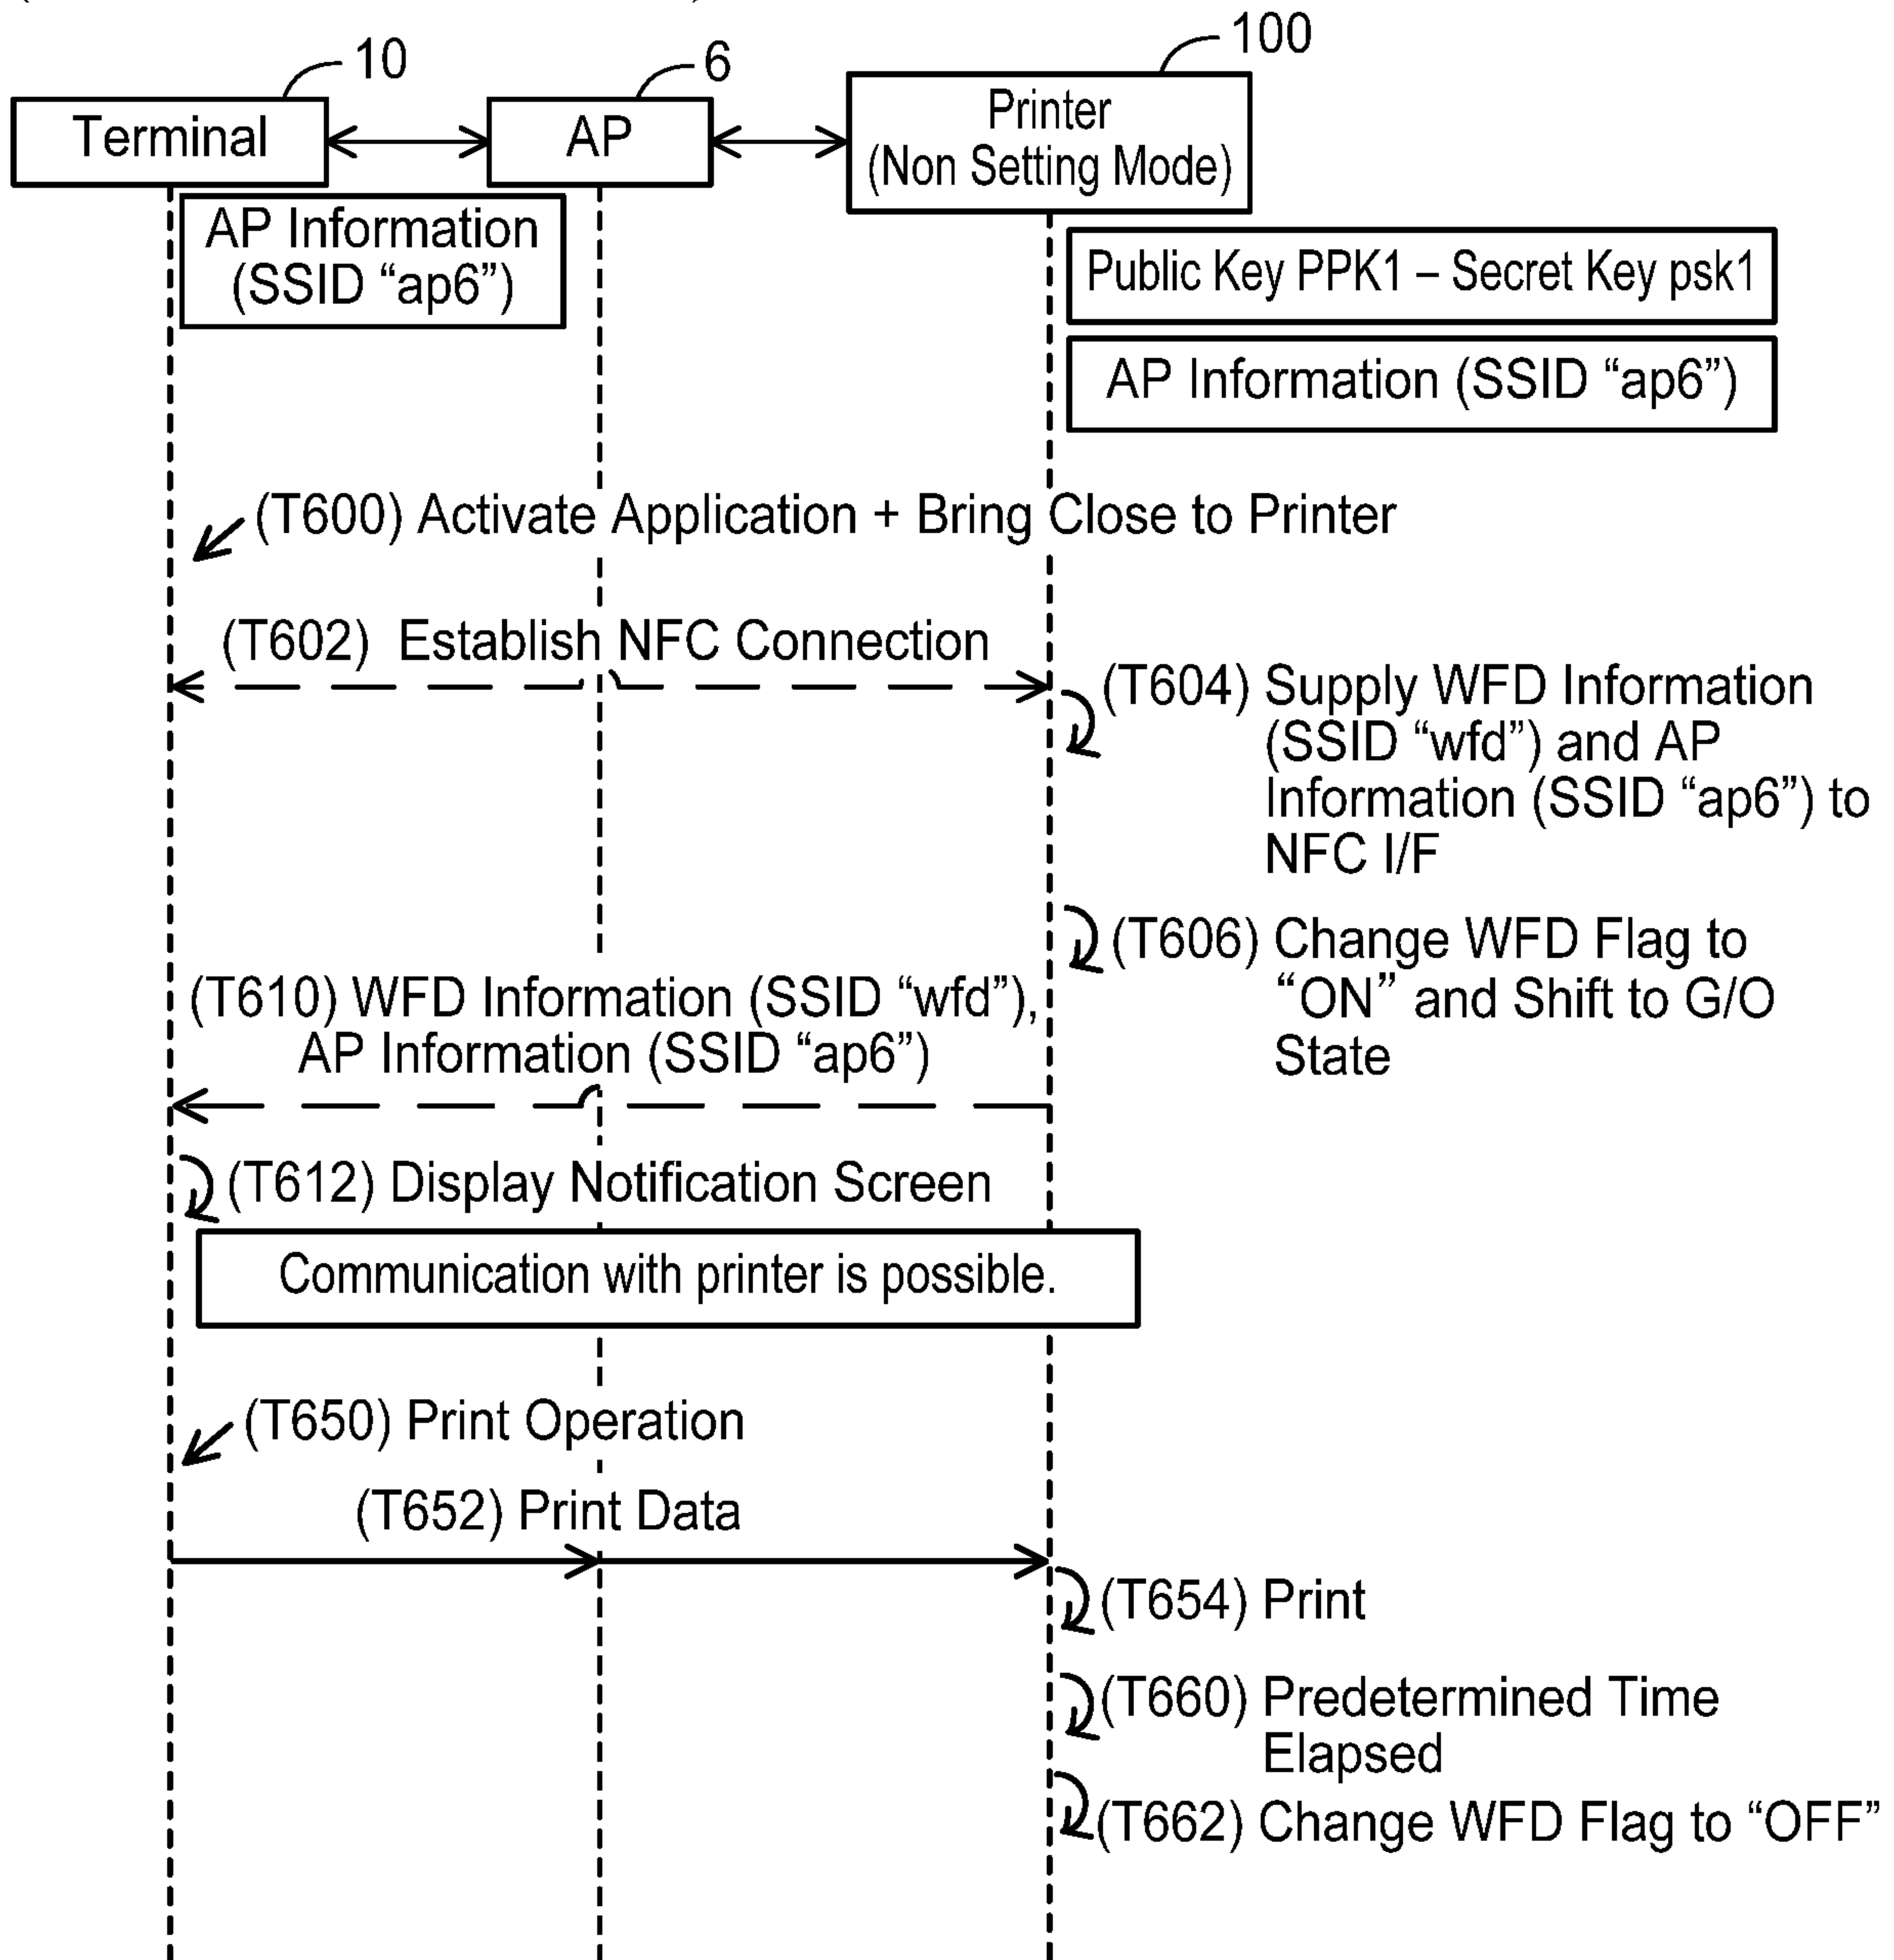 10
6
100
Terminal
AP
Printer
(Non Setting Mode)
AP Information
(SSID “ap6”)
Public Key PPK1 – Secret Key psk1
AP Information (SSID “ap6”)
(T600) Activate Application + Bring Close to Printer
(T602) Establish NFC Connection
(T604) Supply WFD Information
(SSID “wfd”) and AP
Information (SSID “ap6”) to
NFC I/F
(T606) Change WFD Flag to
“ON” and Shift to G/O
State
(T610) WFD Information (SSID “wfd”),
AP Information (SSID “ap6”)
(T612) Display Notification Screen
Communication with printer is possible.
(T650) Print Operation
(T652) Print Data
(T654) Print
(T660) Predetermined Time
Elapsed
(T662) Change WFD Flag to “OFF”